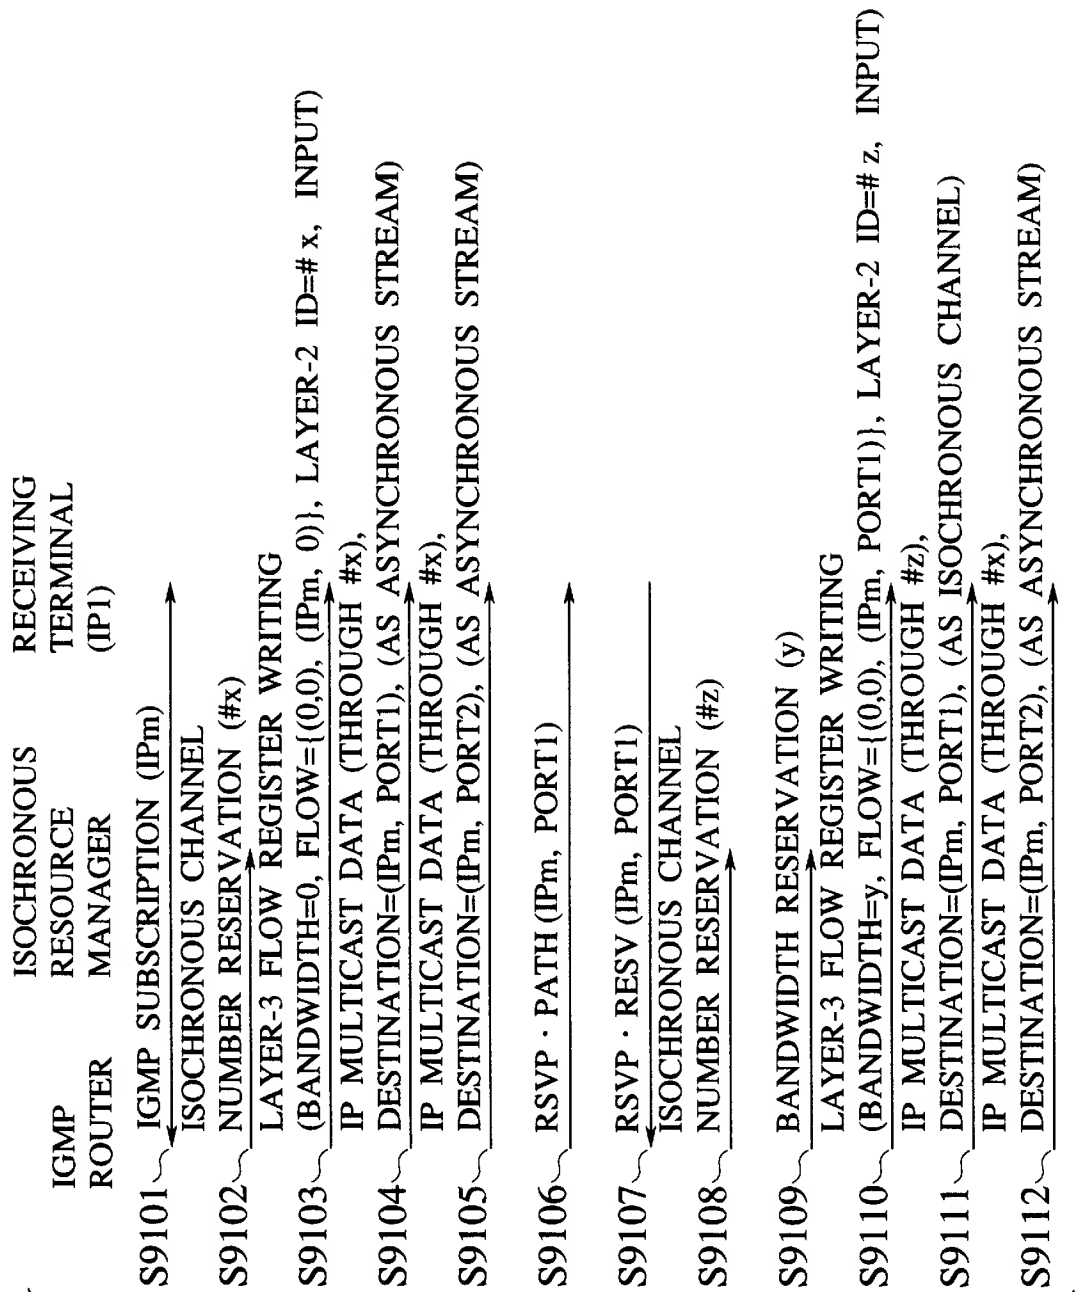 IGMP
ROUTER
ISOCHRONOUS
RESOURCE
MANAGER
RECEIVING
TERMINAL
(IP1)
S9101
IGMP SUBSCRIPTION (IPm)
S9102
ISOCHRONOUS CHANNEL
NUMBER RESERVATION (#x)
S9103
LAYER-3 FLOW REGISTER WRITING
(BANDWIDTH=0, FLOW={(0,0), (IPm, 0)}, LAYER-2 ID=# x, INPUT)
S9104
IP MULTICAST DATA (THROUGH #x),
DESTINATION=(IPm, PORT1), (AS ASYNCHRONOUS STREAM)
S9105
IP MULTICAST DATA (THROUGH #x),
DESTINATION=(IPm, PORT2), (AS ASYNCHRONOUS STREAM)
S9106
RSVP · PATH (IPm, PORT1)
S9107
RSVP · RESV (IPm, PORT1)
S9108
ISOCHRONOUS CHANNEL
NUMBER RESERVATION (#z)
S9109
BANDWIDTH RESERVATION (y)
S9110
LAYER-3 FLOW REGISTER WRITING
(BANDWIDTH=y, FLOW={(0,0), (IPm, PORT1)}, LAYER-2 ID=# z, INPUT)
S9111
IP MULTICAST DATA (THROUGH #z),
DESTINATION=(IPm, PORT1), (AS ISOCHRONOUS CHANNEL)
S9112
IP MULTICAST DATA (THROUGH #x),
DESTINATION=(IPm, PORT2), (AS ASYNCHRONOUS STREAM)